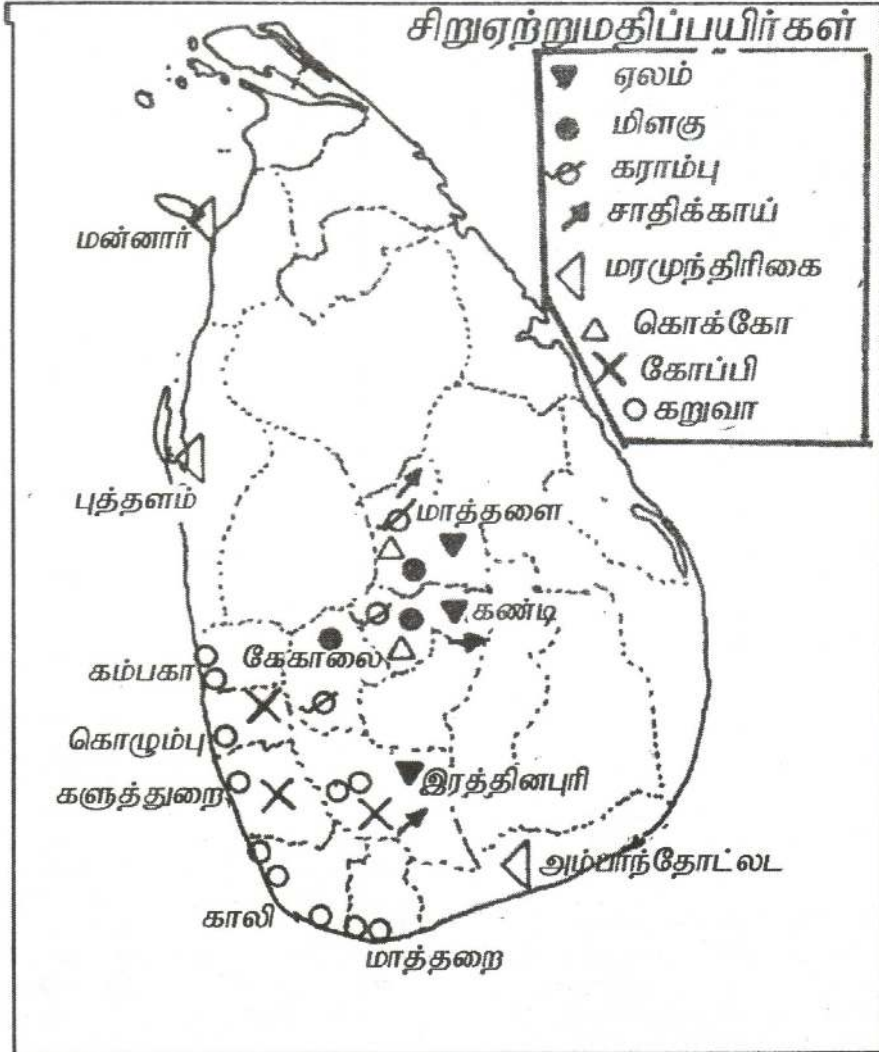 சிறுஏற்றுமதிப்பயிர்கள்
ஏலம்
மிளகு
கராம்பு
சாதிக்காய்
மரமுந்திரிகை
கொக்கோ
கோப்பி
கறுவா
மன்னார்
புத்தளம்
மாத்தளை
கண்டி
கேகாலை
கம்பகா
கொழும்பு
இரத்தினபுரி
களுத்துறை
அம்பாந்தோட்லட
காலி
மாத்தறை